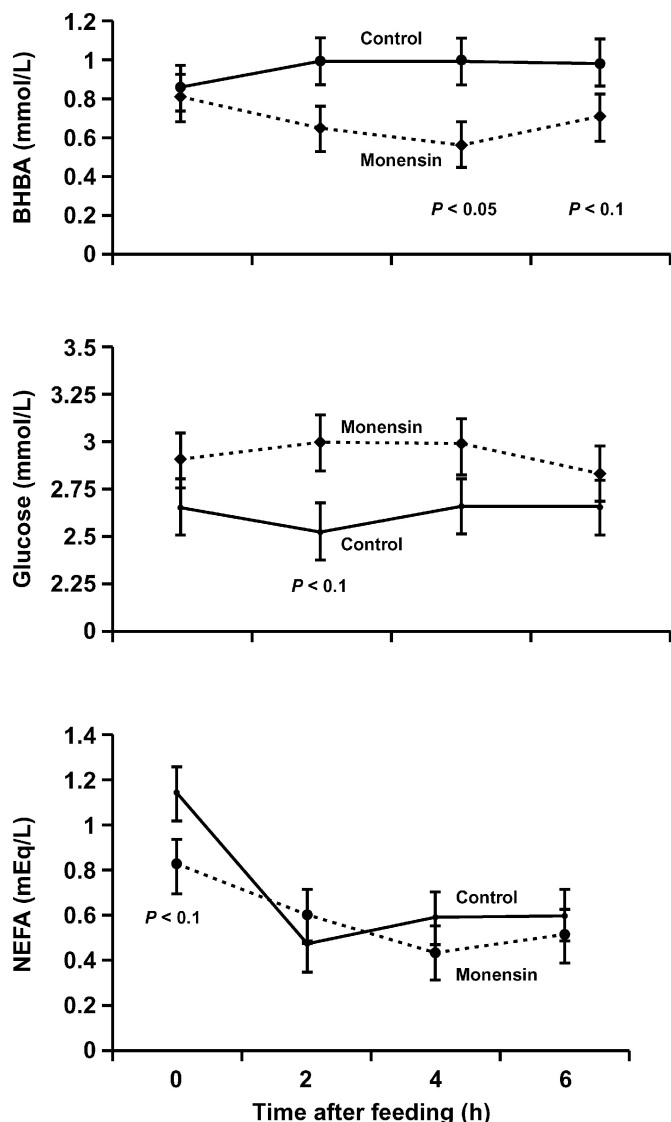 1.2
1
0.8
0.6
0.4
0.2
0
BHBA (mmol/L)
Control
Monensin
P < 0.05
P < 0.1
3.5
3.25
3
2.75
2.5
2.25
0
Glucose (mmol/L)
Monensin
Control
P < 0.1
1.4
1.2
1
0.8
0.6
0.4
0.2
0
NEFA (mEq/L)
P < 0.1
Control
Monensin
0 2 4 6
Time after feeding (h)